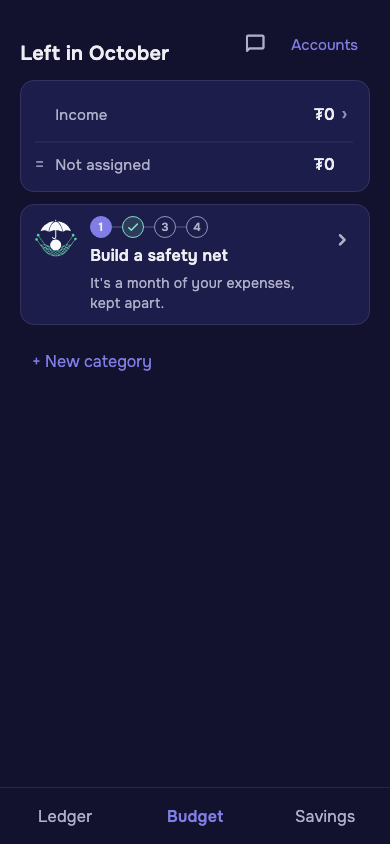 Left in October
Accounts
Income ₮0 ›
= Not assigned ₮0
1 ✓ 3 4
Build a safety net
It's a month of your expenses,
kept apart.
+ New category
Ledger Budget Savings